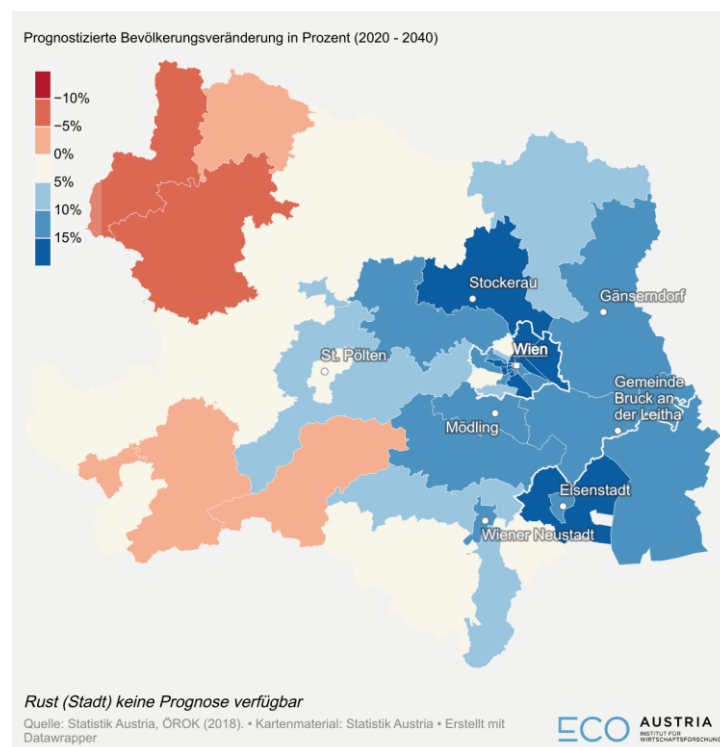 Prognostizierte Bevölkerungsveränderung in Prozent (2020 - 2040)
−10%
−5%
0%
5%
10%
15%
Stockerau
Gänserndorf
Wien
St. Pölten
Gemeinde
Bruck an
der Leitha
Mödling
Eisenstadt
Wiener Neustadt
Rust (Stadt) keine Prognose verfügbar
Quelle: Statistik Austria, ÖROK (2018). • Kartenmaterial: Statistik Austria • Erstellt mit
Datawrapper
ECO AUSTRIA
INSTITUT FÜR
WIRTSCHAFTSFORSCHUNG